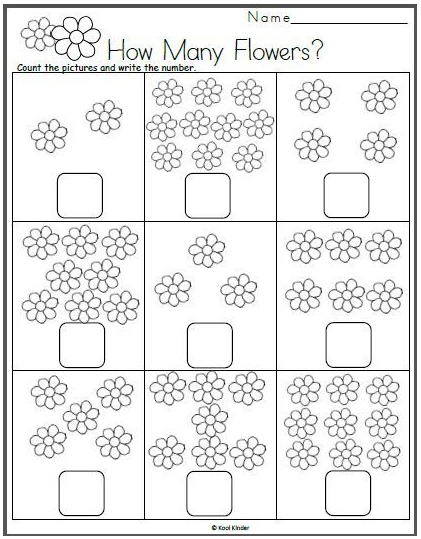 Name
How Many Flowers?
Count the pictures and write the number.
© Kool Kinder